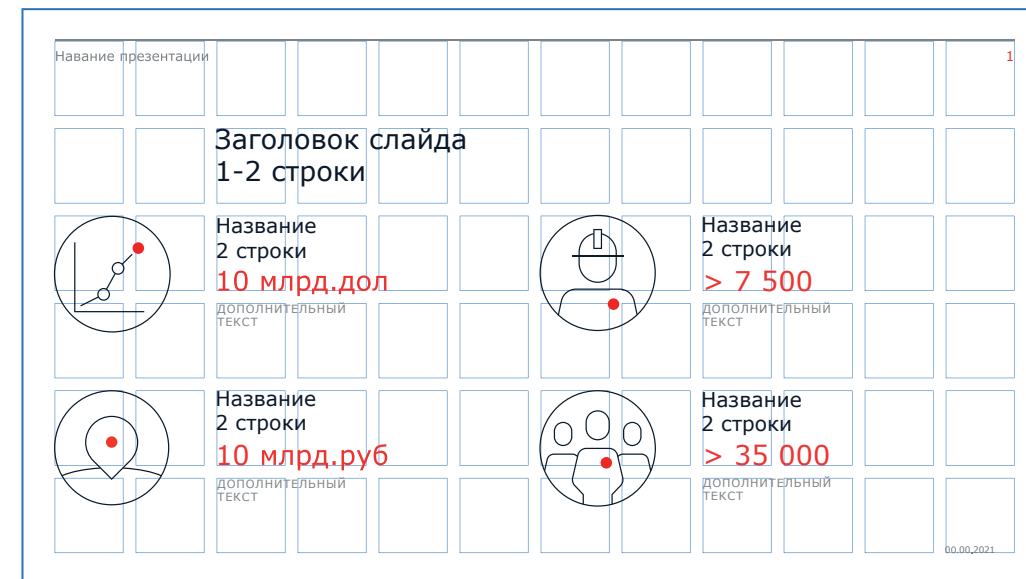 Навание презентации
1
Заголовок слайда
1-2 строки
Название
2 строки
10 млрд.дол
ДОПОЛНИТЕЛЬНЫЙ
ТЕКСТ
Название
2 строки
> 7 500
ДОПОЛНИТЕЛЬНЫЙ
ТЕКСТ
Название
2 строки
10 млрд.руб
ДОПОЛНИТЕЛЬНЫЙ
ТЕКСТ
Название
2 строки
> 35 000
ДОПОЛНИТЕЛЬНЫЙ
ТЕКСТ
00.00.2021